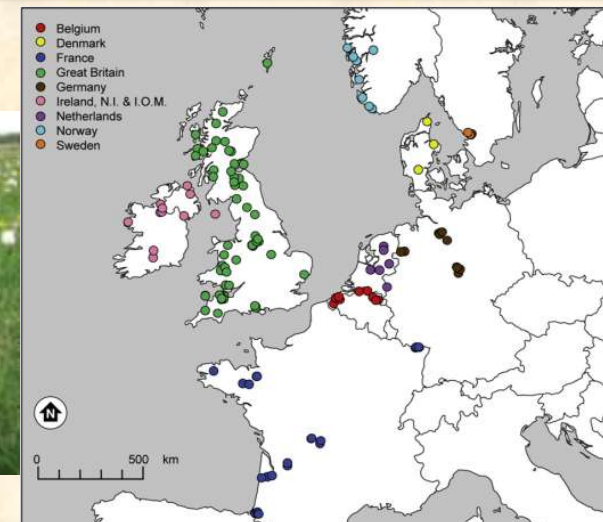 Belgium
Denmark
France
Great Britain
Germany
Ireland, N.I. & I.O.M.
Netherlands
Norway
Sweden
N
0 500 km